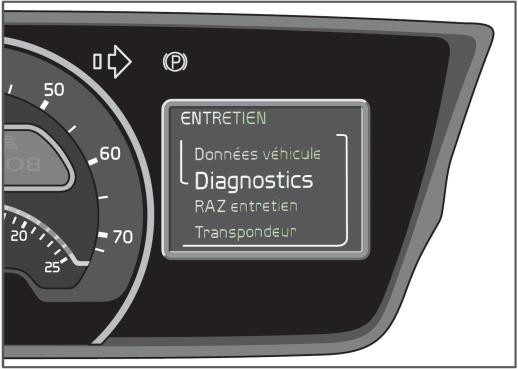 50
60
70
20
25
(P)
ENTRETIEN
Données véhicule
Diagnostics
RAZ entretien
Transpondeur